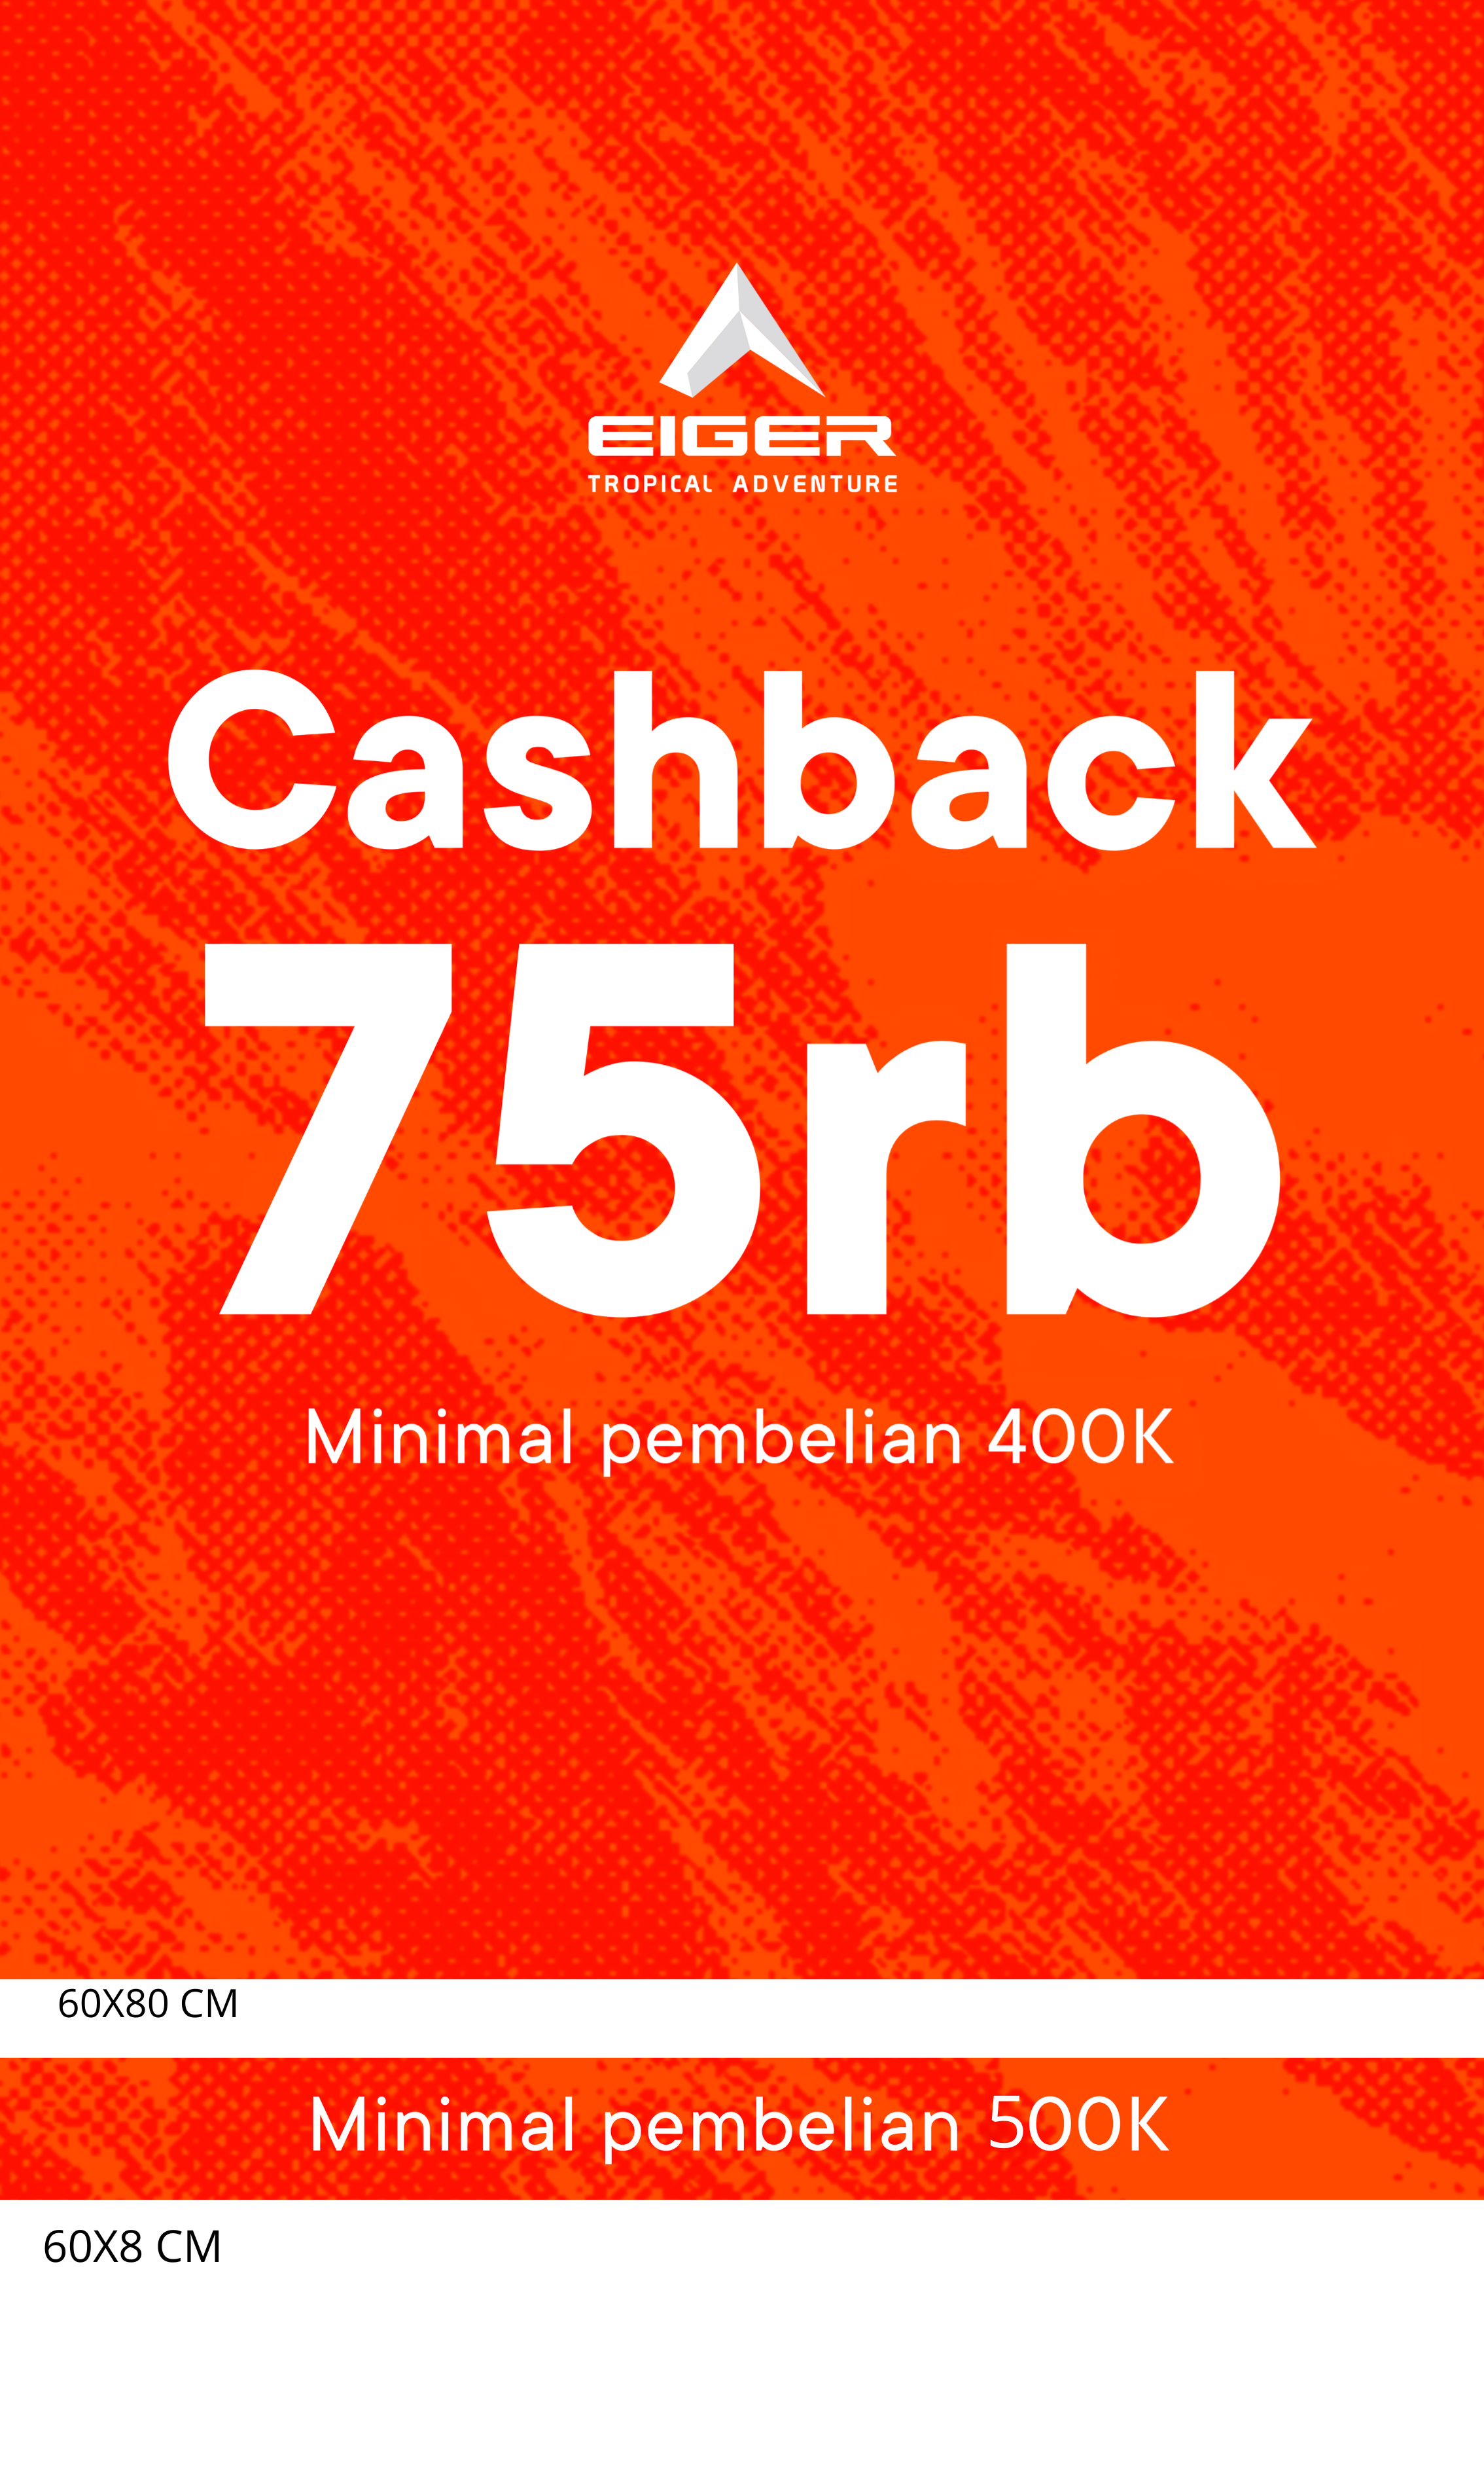 EIGER
TROPICAL ADVENTURE
Cashback
75rb
Minimal pembelian 400K
60X80 CM
Minimal pembelian 500K
60X8 CM